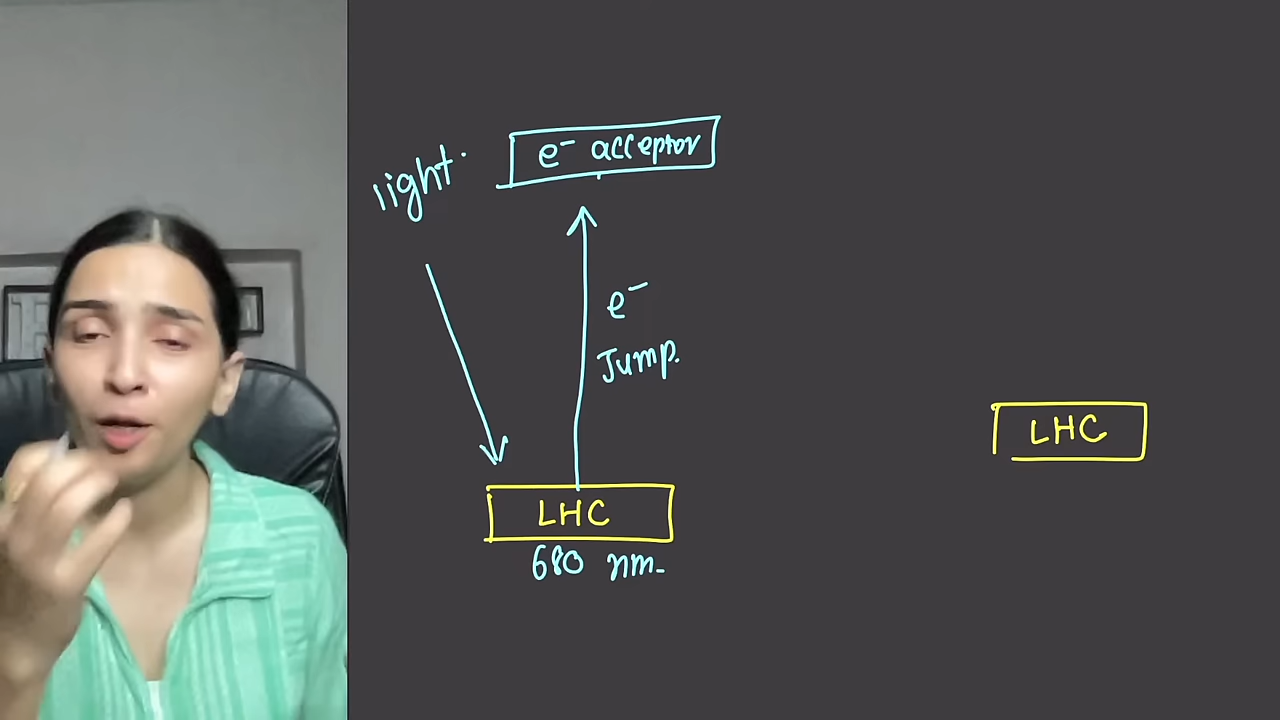 light.
e⁻ acceptor
e⁻
Jump.
LHC
LHC
680 nm.